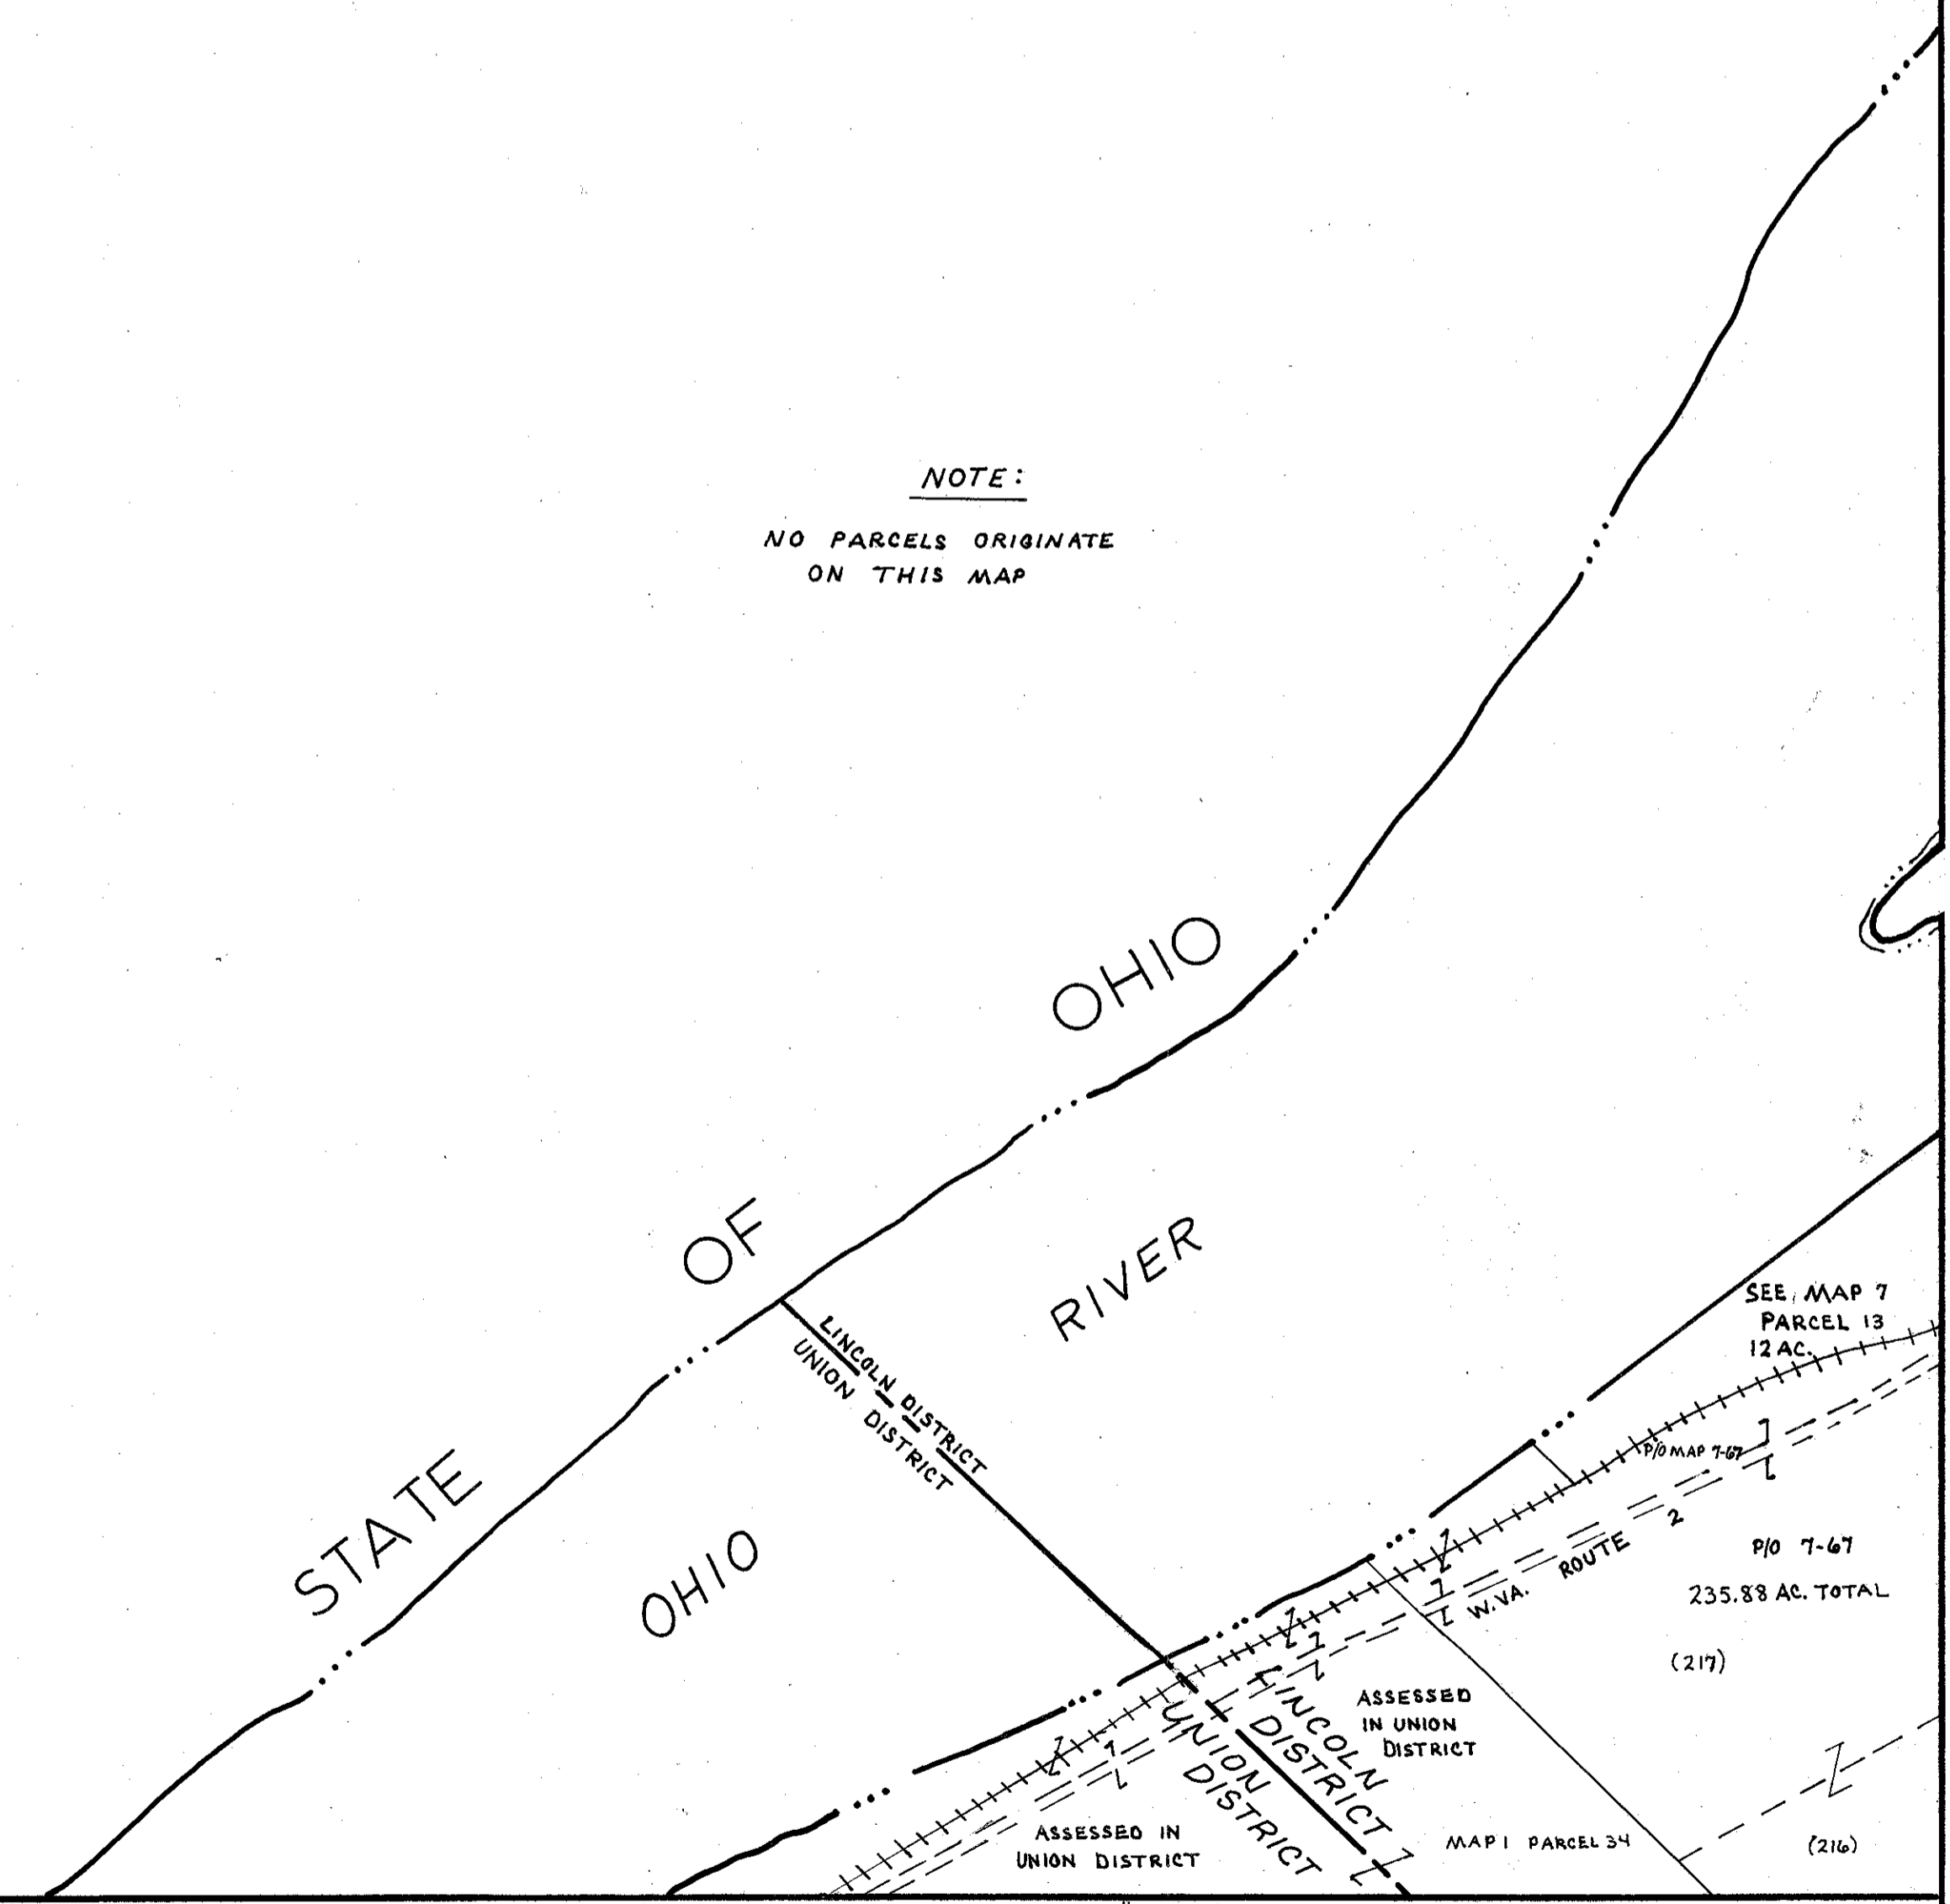 NOTE:
NO PARCELS ORIGINATE
ON THIS MAP
STATE OF OHIO
OHIO RIVER
LINCOLN DISTRICT
UNION DISTRICT
SEE MAP 7
PARCEL 13
12 AC.
P/O MAP 7-67
W.VA. ROUTE 2
P/O 7-67
235.88 AC. TOTAL
(217)
LINCOLN
DISTRICT
UNION
DISTRICT
ASSESSED
IN UNION
DISTRICT
ASSESSED IN
UNION DISTRICT
MAP 1 PARCEL 34
(216)